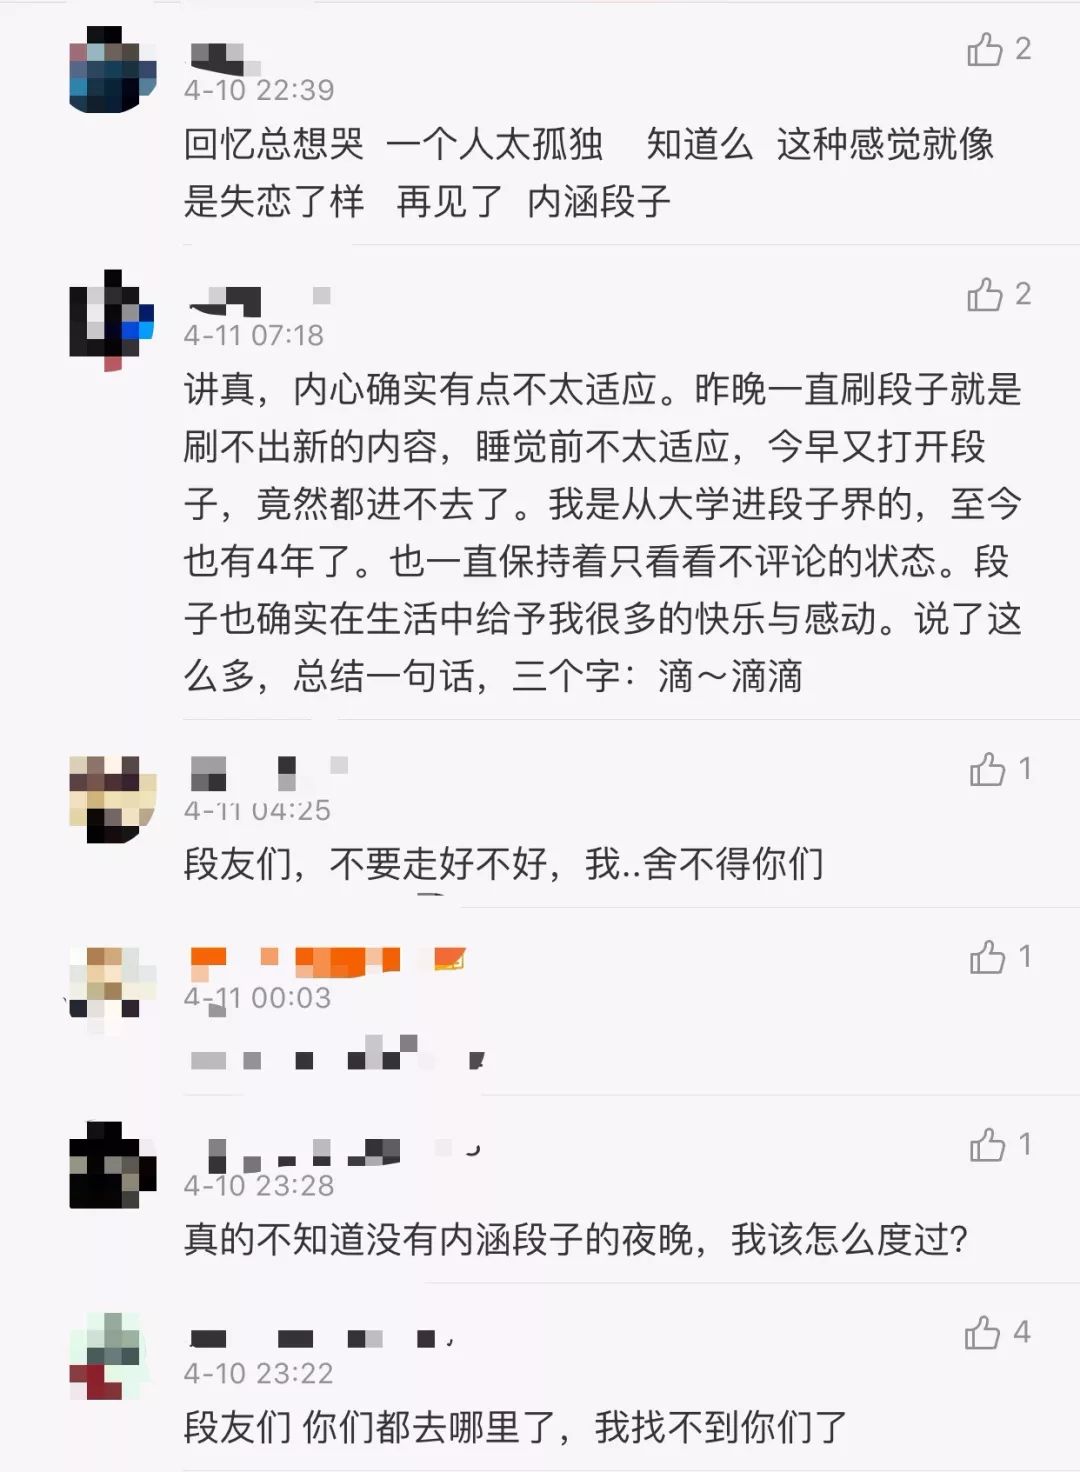 2
4-10 22:39
回忆总想哭 一个人太孤独 知道么 这种感觉就像
是失恋了样 再见了 内涵段子
2
4-11 07:18
讲真，内心确实有点不太适应。昨晚一直刷段子就是
刷不出新的内容，睡觉前不太适应，今早又打开段
子，竟然都进不去了。我是从大学进段子界的，至今
也有4年了。也一直保持着只看看不评论的状态。段
子也确实在生活中给予我很多的快乐与感动。说了这
么多，总结一句话，三个字：滴～滴滴
1
4-11 04:25
段友们，不要走好不好，我..舍不得你们
1
4-11 00:03
1
4-10 23:28
真的不知道没有内涵段子的夜晚，我该怎么度过？
4
4-10 23:22
段友们 你们都去哪里了，我找不到你们了